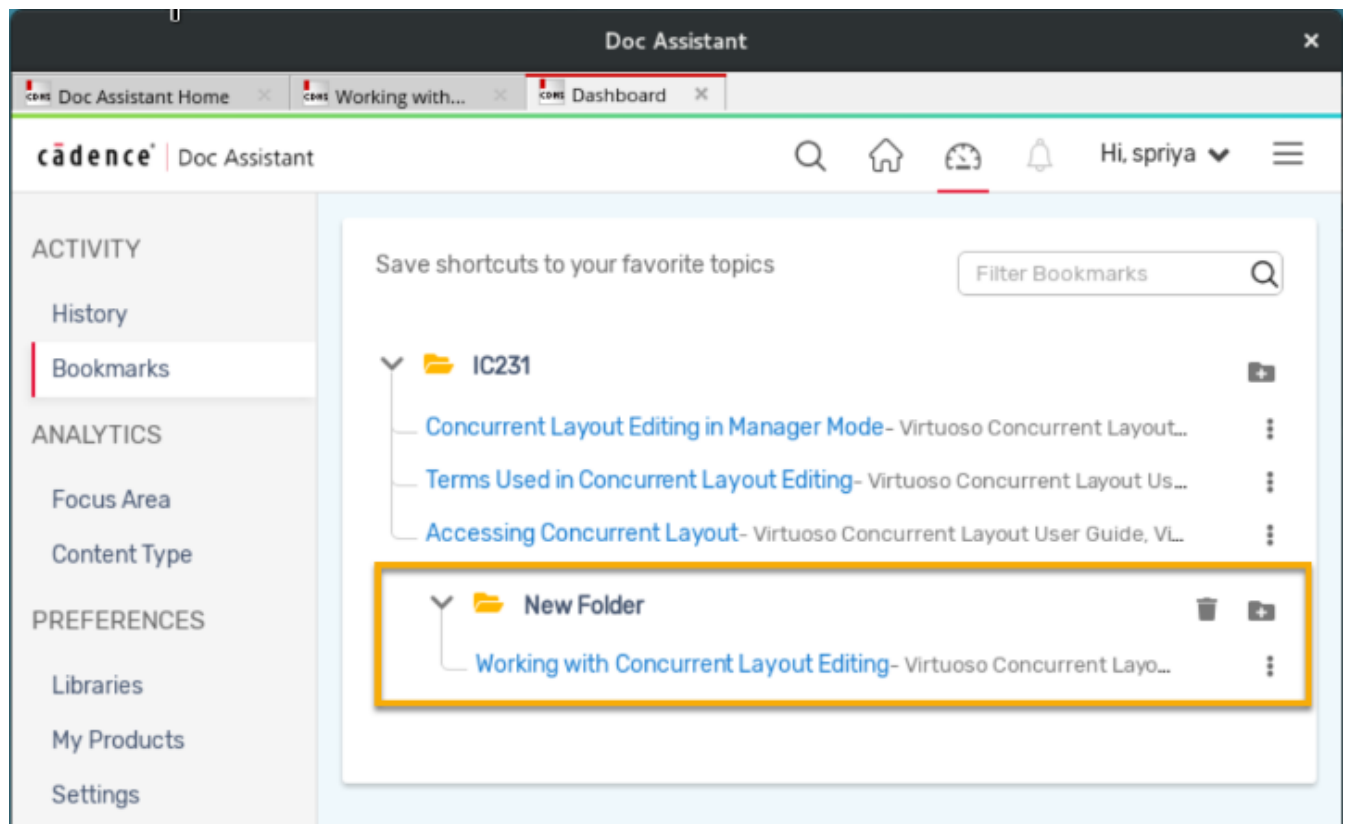 Doc Assistant
CDMS Doc Assistant Home CDMS Working with... CDMS Dashboard
cādence Doc Assistant Hi, spriya
ACTIVITY
History
Bookmarks
ANALYTICS
Focus Area
Content Type
PREFERENCES
Libraries
My Products
Settings
Save shortcuts to your favorite topics Filter Bookmarks
IC231
Concurrent Layout Editing in Manager Mode- Virtuoso Concurrent Layout...
Terms Used in Concurrent Layout Editing- Virtuoso Concurrent Layout Us...
Accessing Concurrent Layout- Virtuoso Concurrent Layout User Guide, Vi...
New Folder
Working with Concurrent Layout Editing- Virtuoso Concurrent Layo...